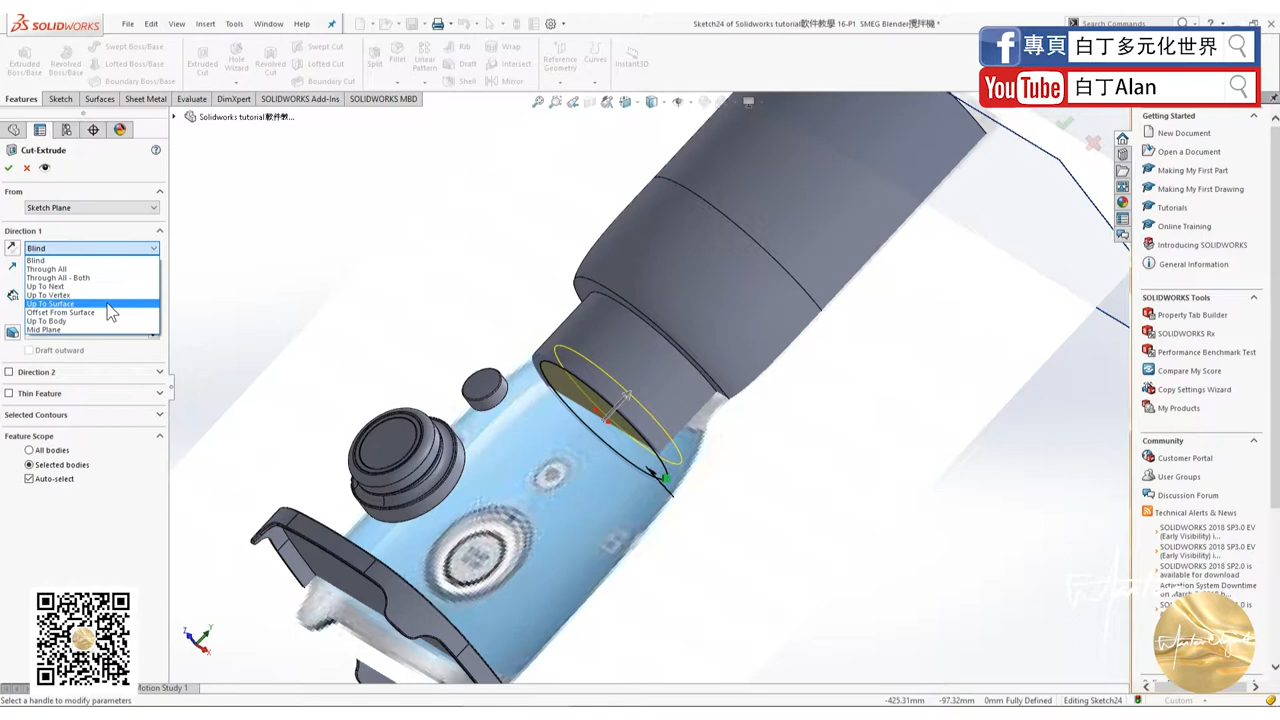 SOLIDWORKS
File
Edit
View
Insert
Tools
Window
Help
Sketch24 of Solidworks tutorial軟件教學 16-P1 SMEG Blender攪拌機 *
Search Commands
專頁 白丁多元化世界
YouTube 白丁Alan
Extruded Boss/Base
Revolved Boss/Base
Swept Boss/Base
Lofted Boss/Base
Boundary Boss/Base
Extruded Cut
Hole Wizard
Revolved Cut
Swept Cut
Boundary Cut
Split
Fillet
Linear Pattern
Rib
Draft
Shell
Wrap
Intersect
Mirror
Reference Geometry
Curves
Instant3D
Features
Sketch
Surfaces
Sheet Metal
Evaluate
DimXpert
SOLIDWORKS Add-Ins
SOLIDWORKS MBD
Solidworks tutorial軟件教...
Cut-Extrude
From
Sketch Plane
Direction 1
Blind
Blind
Through All
Through All - Both
Up To Next
Up To Vertex
Up To Surface
Offset From Surface
Up To Body
Mid Plane
Draft outward
Direction 2
Thin Feature
Selected Contours
Feature Scope
All bodies
Selected bodies
Auto-select
Motion Study 1
Select a handle to modify parameters
Getting Started
New Document
Open a Document
Making My First Part
Making My First Drawing
Tutorials
Online Training
Introducing SOLIDWORKS
General Information
SOLIDWORKS Tools
Property Tab Builder
SOLIDWORKS Rx
Performance Benchmark Test
Compare My Score
Copy Settings Wizard
My Products
Community
Customer Portal
User Groups
Discussion Forum
Technical Alerts & News
SOLIDWORKS 2018 SP3.0 EV
(Early Visibility) i...
SOLIDWORKS 2018 SP3.0 EV
(Early Visibility) i...
SOLIDWORKS 2018 SP2.0 is
available for download
Activation System Downtime
-425.31mm
-97.32mm
0mm Fully Defined
Editing Sketch24
Custom